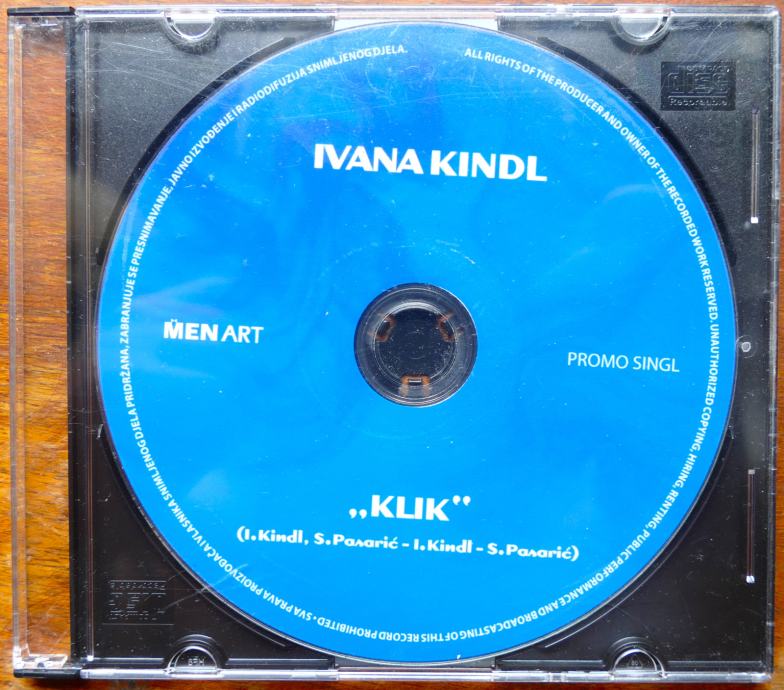 IVANA KINDL
MENART
PROMO SINGL
„KLIK“
(I.Kindl, S.Pasarić - I.Kindl - S.Pasarić)
ALL RIGHTS OF THE PRODUCER AND OWNER OF THE RECORDED WORK RESERVED. UNAUTHORIZED COPYING, HIRING, RENTING, PUBLIC PERFORMANCE AND BROADCASTING OF THIS RECORD PROHIBITED • SVA PRAVA PROIZVOĐAČA I VLASNIKA SNIMLJENOG DJELA PRIDRŽANA. ZABRANJUJE SE PRESNIMAVANJE, JAVNO IZVOĐENJE I RADIODIFUZIJA SNIMLJENOG DJELA.
disc
Recordable